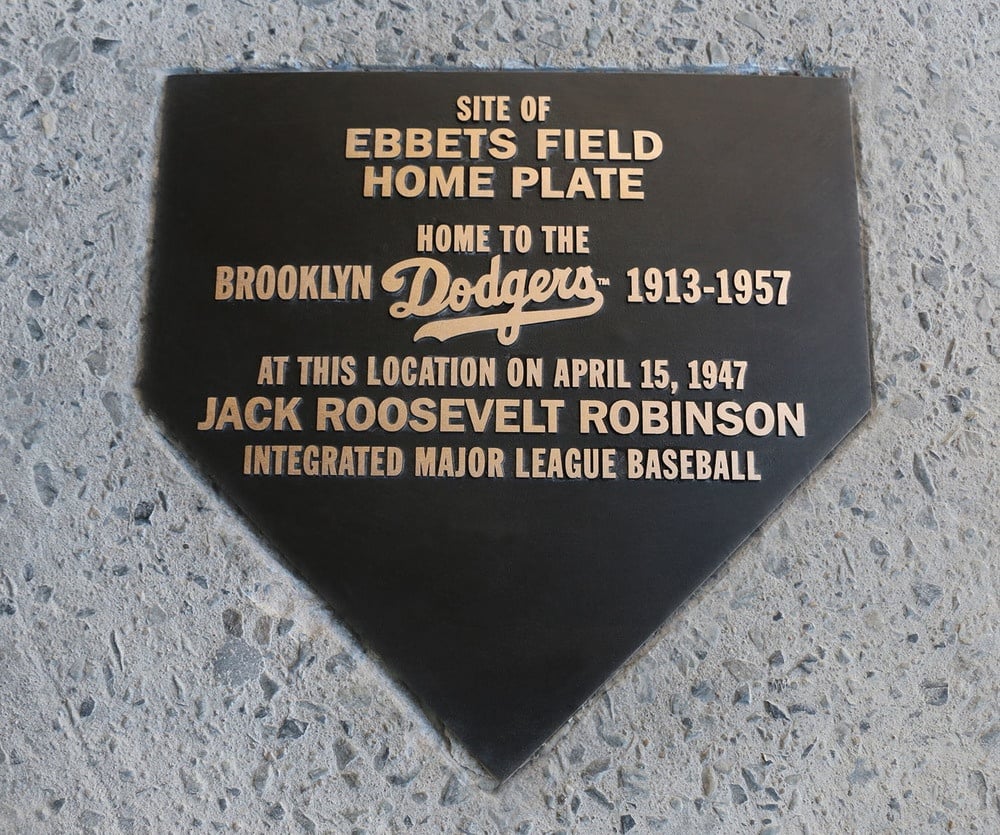 SITE OF
EBBETS FIELD
HOME PLATE
HOME TO THE
BROOKLYN Dodgers™ 1913-1957
AT THIS LOCATION ON APRIL 15, 1947
JACK ROOSEVELT ROBINSON
INTEGRATED MAJOR LEAGUE BASEBALL